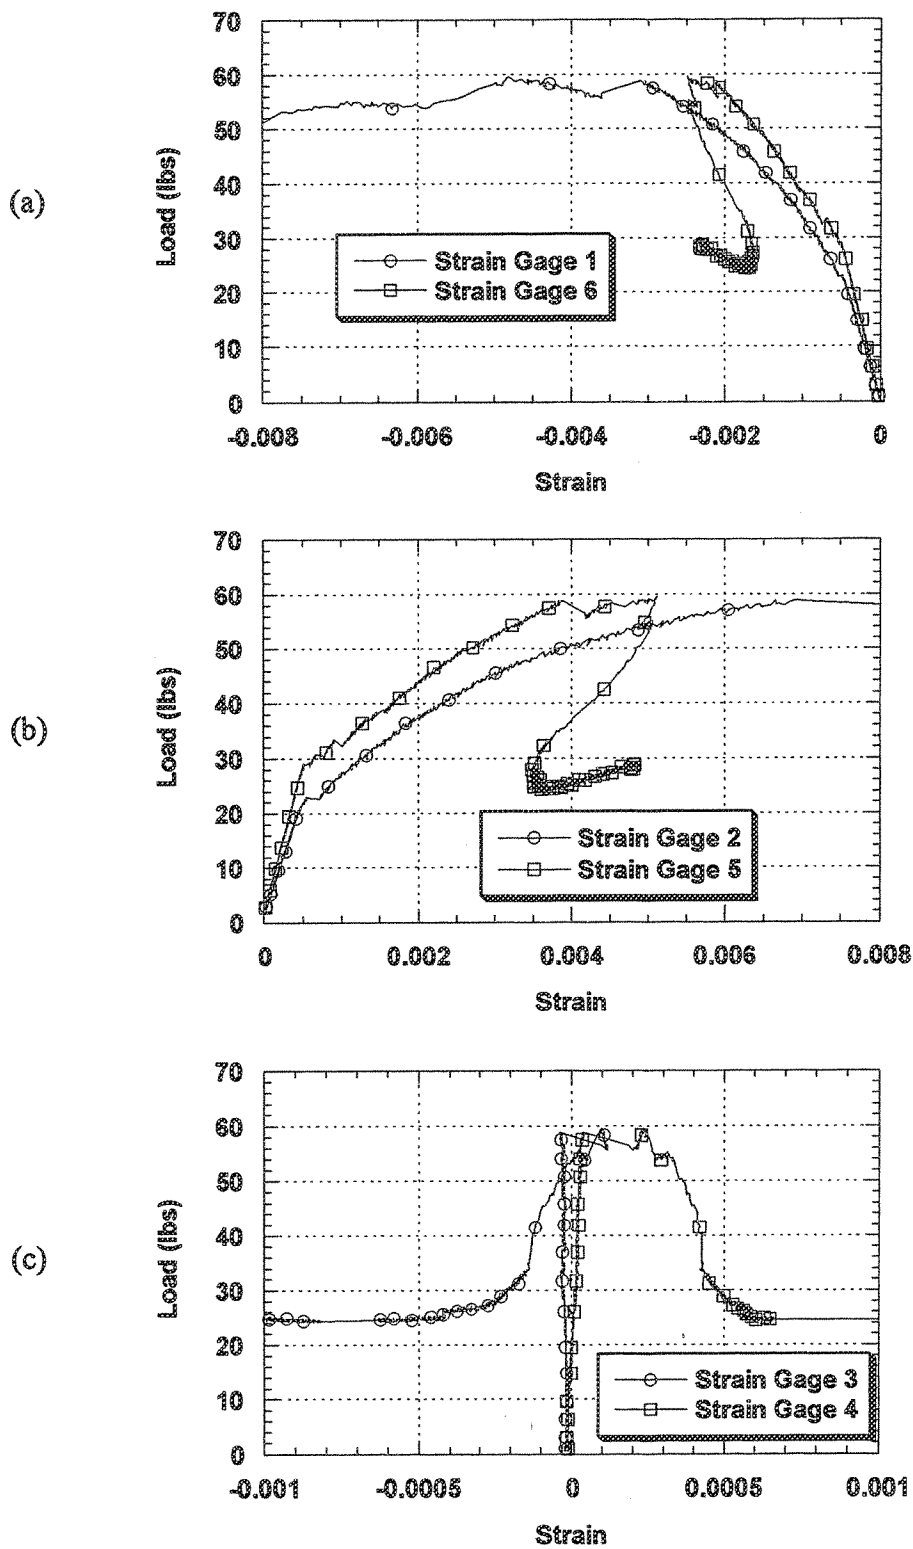 (a)
Load (lbs)
70
60
50
40
30
20
10
0
Strain Gage 1
Strain Gage 6
-0.008 -0.006 -0.004 -0.002 0
Strain
(b)
Load (lbs)
70
60
50
40
30
20
10
0
Strain Gage 2
Strain Gage 5
0 0.002 0.004 0.006 0.008
Strain
(c)
Load (lbs)
70
60
50
40
30
20
10
0
Strain Gage 3
Strain Gage 4
-0.001 -0.0005 0 0.0005 0.001
Strain